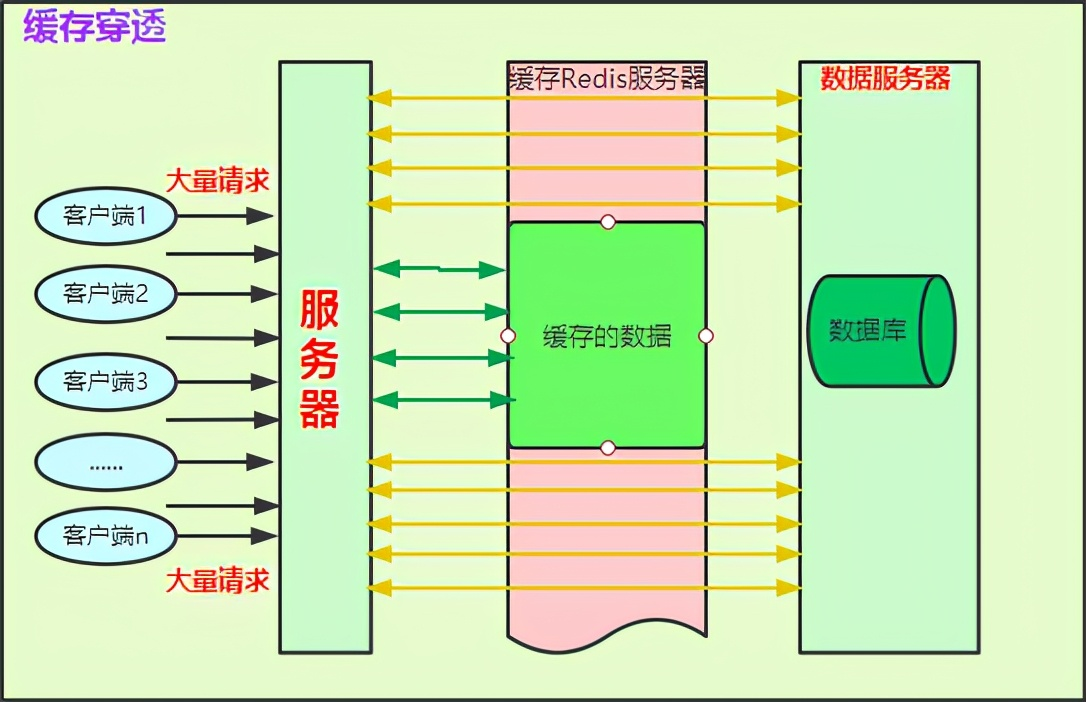 缓存穿透
缓存Redis服务器
数据服务器
大量请求
客户端1
客户端2
服务器
缓存的数据
数据库
客户端3
......
客户端n
大量请求